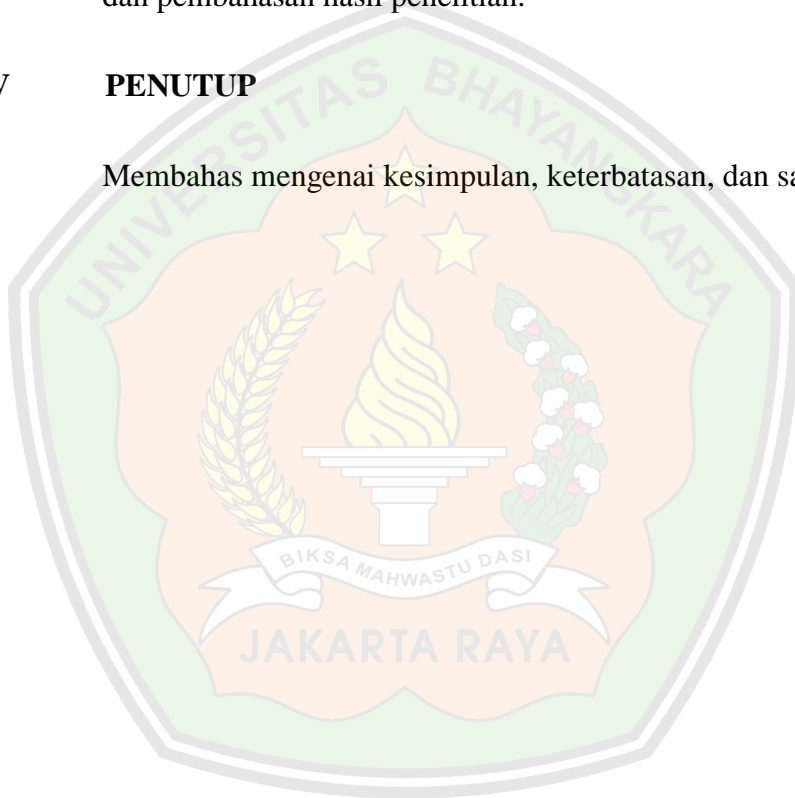 dan pembahasan hasil penelitian.
V PENUTUP
Membahas mengenai kesimpulan, keterbatasan, dan sa
UNIVERSITAS BHAYANGKARA
BIKSA MAHWASTU DASI
JAKARTA RAYA